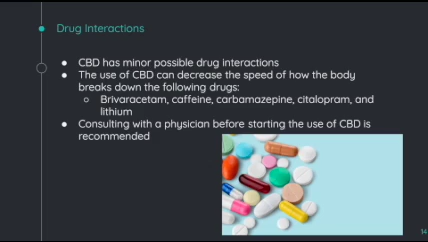 Drug Interactions
● CBD has minor possible drug interactions
● The use of CBD can decrease the speed of how the body
breaks down the following drugs:
○ Brivaracetam, caffeine, carbamazepine, citalopram, and
lithium
● Consulting with a physician before starting the use of CBD is
recommended
14